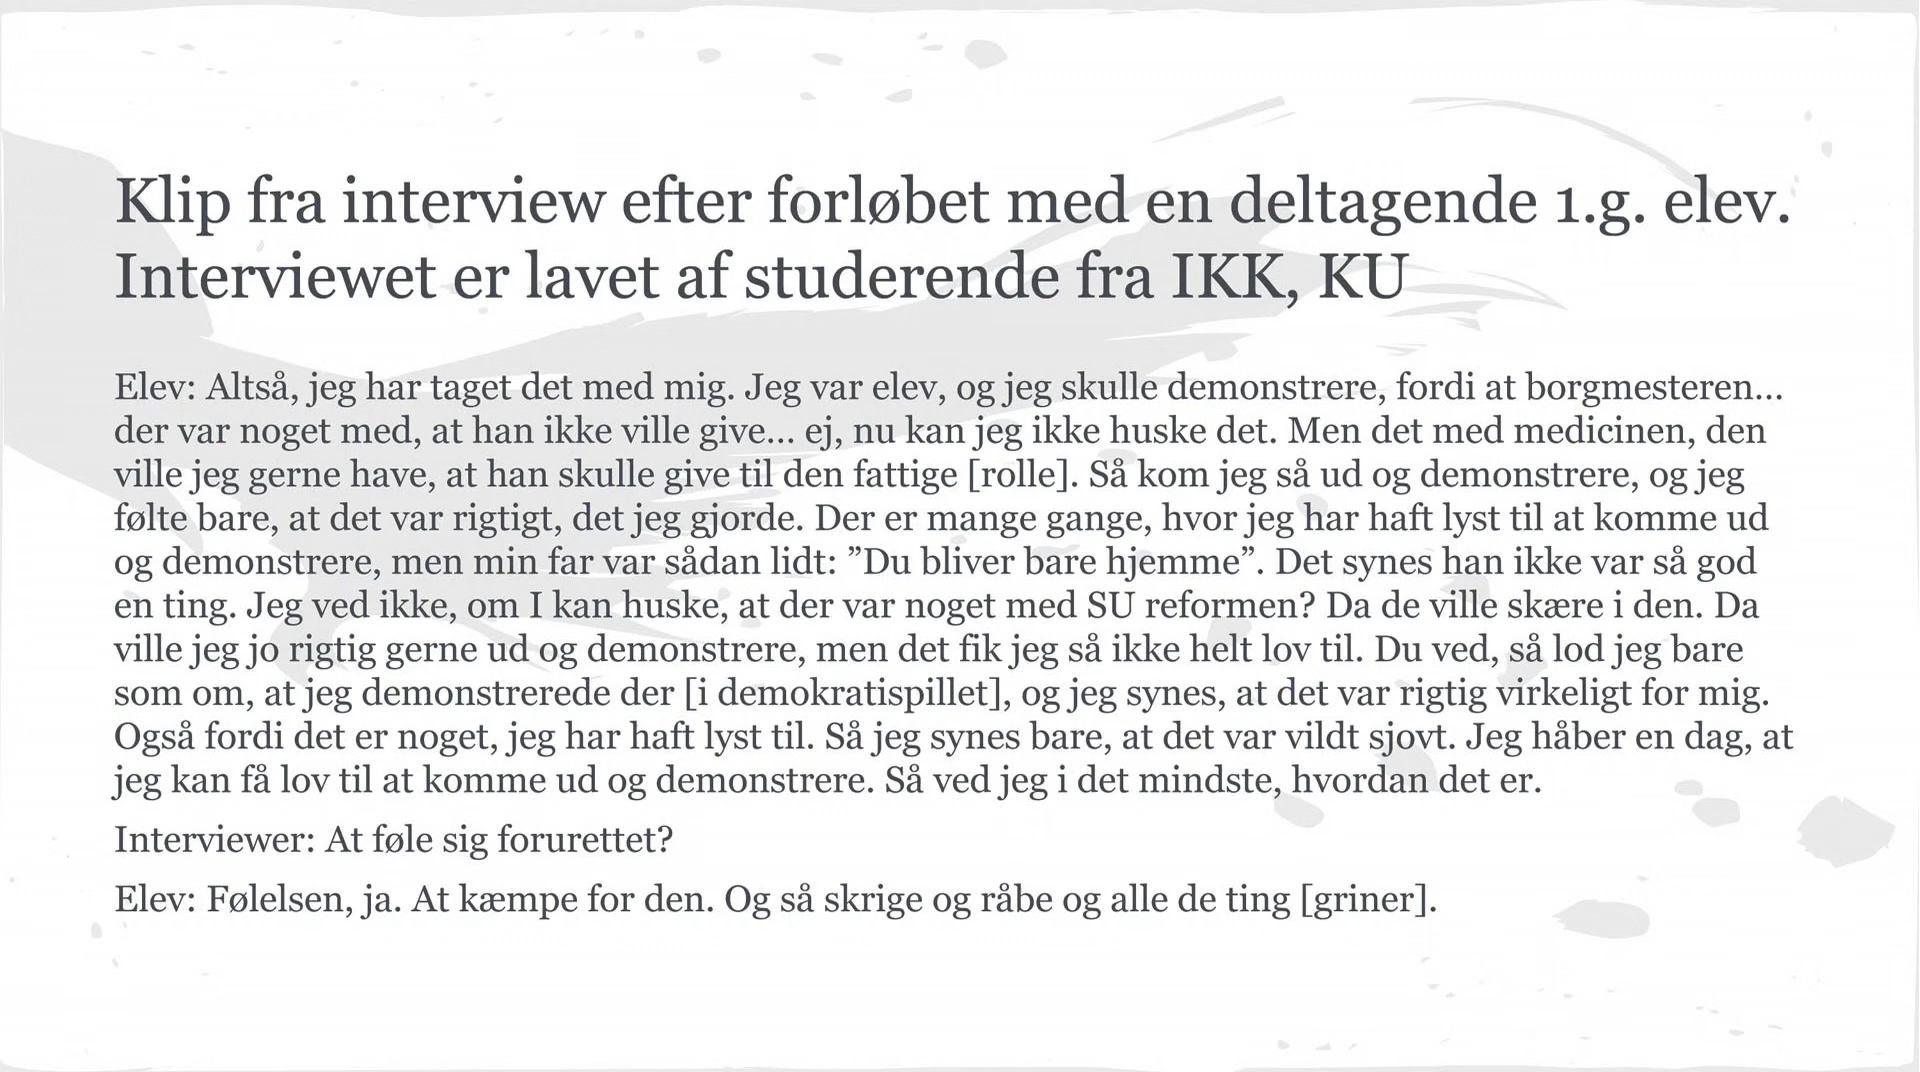 Klip fra interview efter forløbet med en deltagende 1.g. elev.
Interviewet er lavet af studerende fra IKK, KU
Elev: Altså, jeg har taget det med mig. Jeg var elev, og jeg skulle demonstrere, fordi at borgmesteren…
der var noget med, at han ikke ville give… ej, nu kan jeg ikke huske det. Men det med medicinen, den
ville jeg gerne have, at han skulle give til den fattige [rolle]. Så kom jeg så ud og demonstrere, og jeg
følte bare, at det var rigtigt, det jeg gjorde. Der er mange gange, hvor jeg har haft lyst til at komme ud
og demonstrere, men min far var sådan lidt: ”Du bliver bare hjemme”. Det synes han ikke var så god
en ting. Jeg ved ikke, om I kan huske, at der var noget med SU reformen? Da de ville skære i den. Da
ville jeg jo rigtig gerne ud og demonstrere, men det fik jeg så ikke helt lov til. Du ved, så lod jeg bare
som om, at jeg demonstrerede der [i demokratispillet], og jeg synes, at det var rigtig virkeligt for mig.
Også fordi det er noget, jeg har haft lyst til. Så jeg synes bare, at det var vildt sjovt. Jeg håber en dag, at
jeg kan få lov til at komme ud og demonstrere. Så ved jeg i det mindste, hvordan det er.
Interviewer: At føle sig forurettet?
Elev: Følelsen, ja. At kæmpe for den. Og så skrige og råbe og alle de ting [griner].